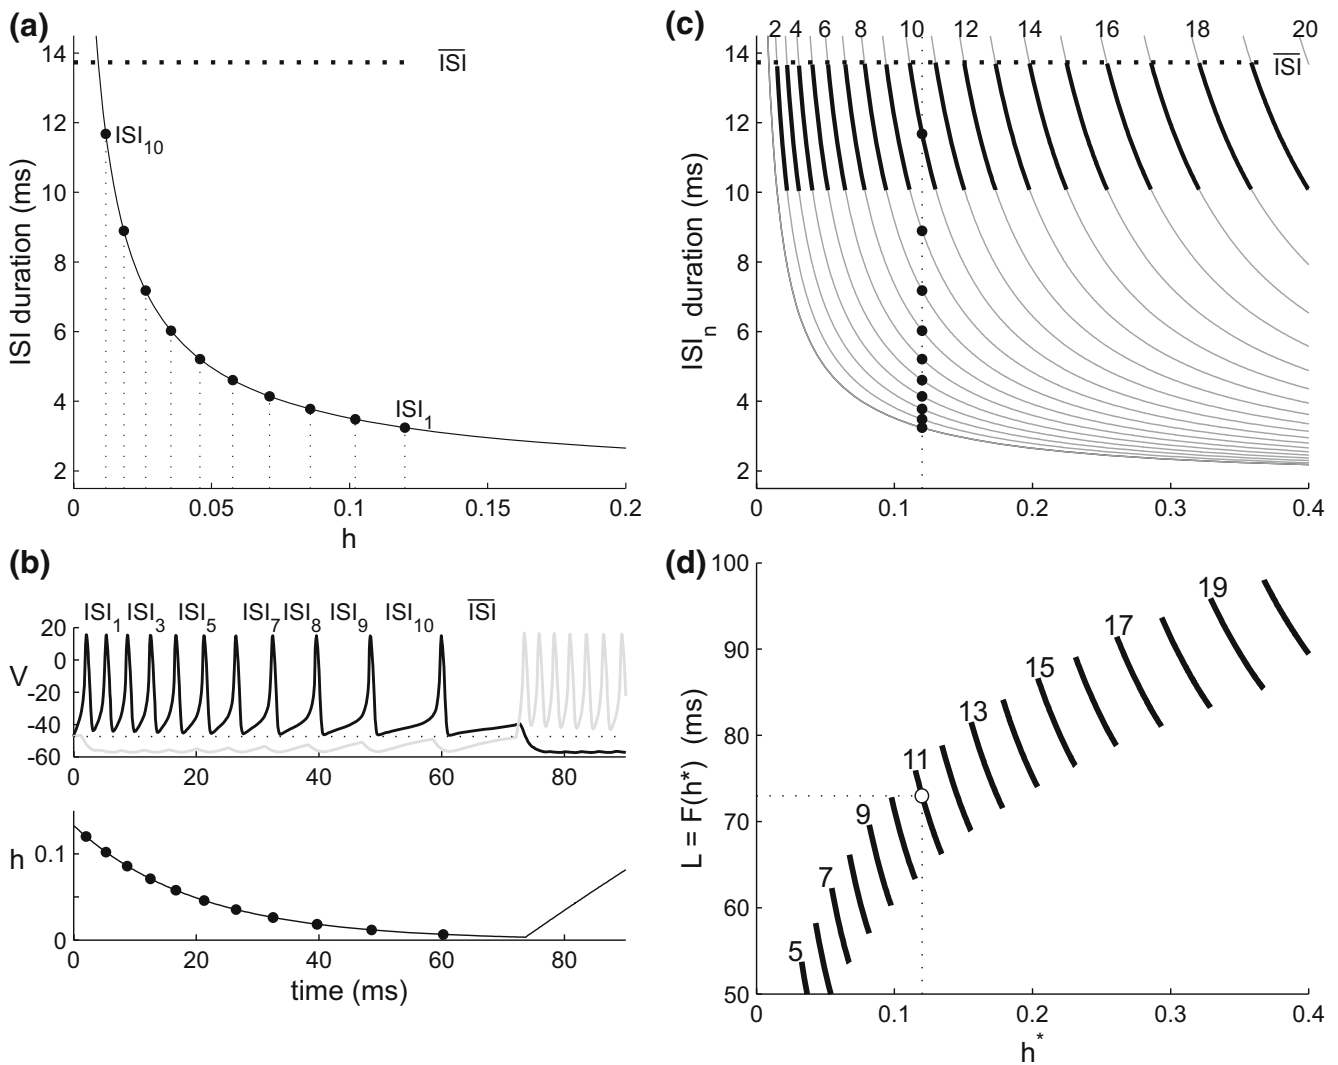 (a)
14
12
10
8
6
4
2
ISI duration (ms)
ISI
ISI10
ISI1
0 0.05 0.1 0.15 0.2
h
(c)
2 4 6 8 10 12 14 16 18 20
14
12
10
8
6
4
2
ISIn duration (ms)
ISI
0 0.1 0.2 0.3 0.4
(b)
ISI1 ISI3 ISI5 ISI7 ISI8 ISI9 ISI10 ISI
20
0
-20
-40
-60
V
0 20 40 60 80
h
0.1
0
0 20 40 60 80
time (ms)
(d)
100
90
80
70
60
50
L = F(h*) (ms)
5
7
9
11
13
15
17
19
0 0.1 0.2 0.3 0.4
h*